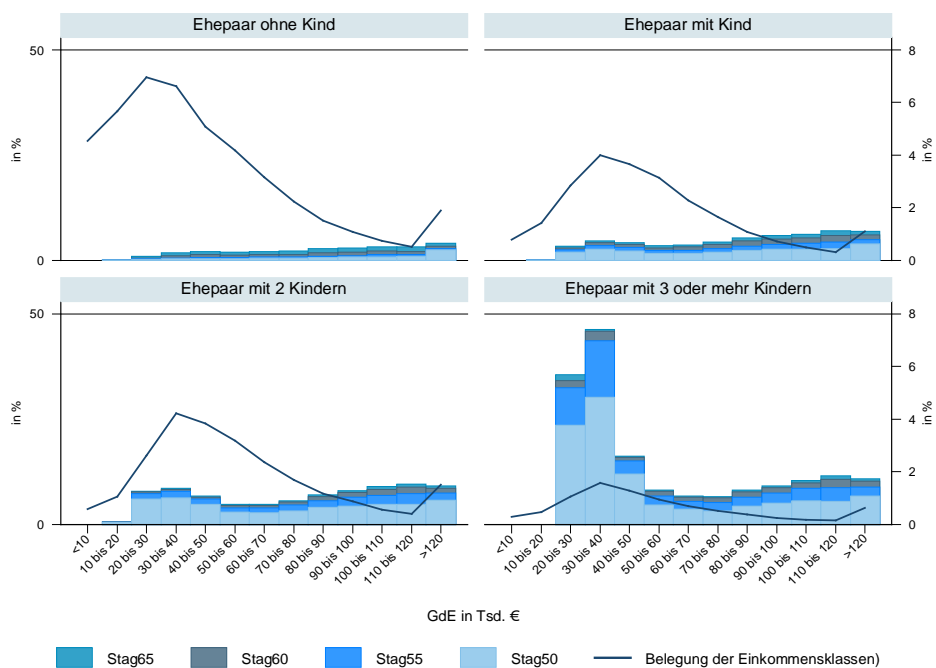 Ehepaar ohne Kind
Ehepaar mit Kind
50
0
in %
8
6
4
2
0
in %
Ehepaar mit 2 Kindern
Ehepaar mit 3 oder mehr Kindern
50
0
in %
8
6
4
2
0
in %
<10
10 bis 20
20 bis 30
30 bis 40
40 bis 50
50 bis 60
60 bis 70
70 bis 80
80 bis 90
90 bis 100
100 bis 110
110 bis 120
>120
<10
10 bis 20
20 bis 30
30 bis 40
40 bis 50
50 bis 60
60 bis 70
70 bis 80
80 bis 90
90 bis 100
100 bis 110
110 bis 120
>120
GdE in Tsd. €
Stag65
Stag60
Stag55
Stag50
Belegung der Einkommensklassen)